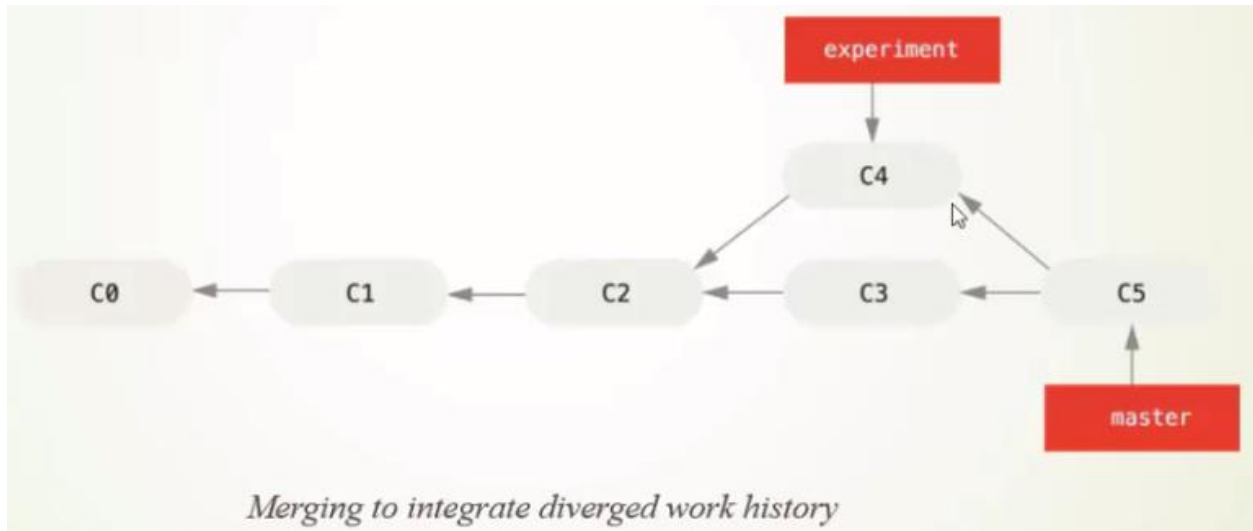 experiment
C4
C0
C1
C2
C3
C5
master
Merging to integrate diverged work history